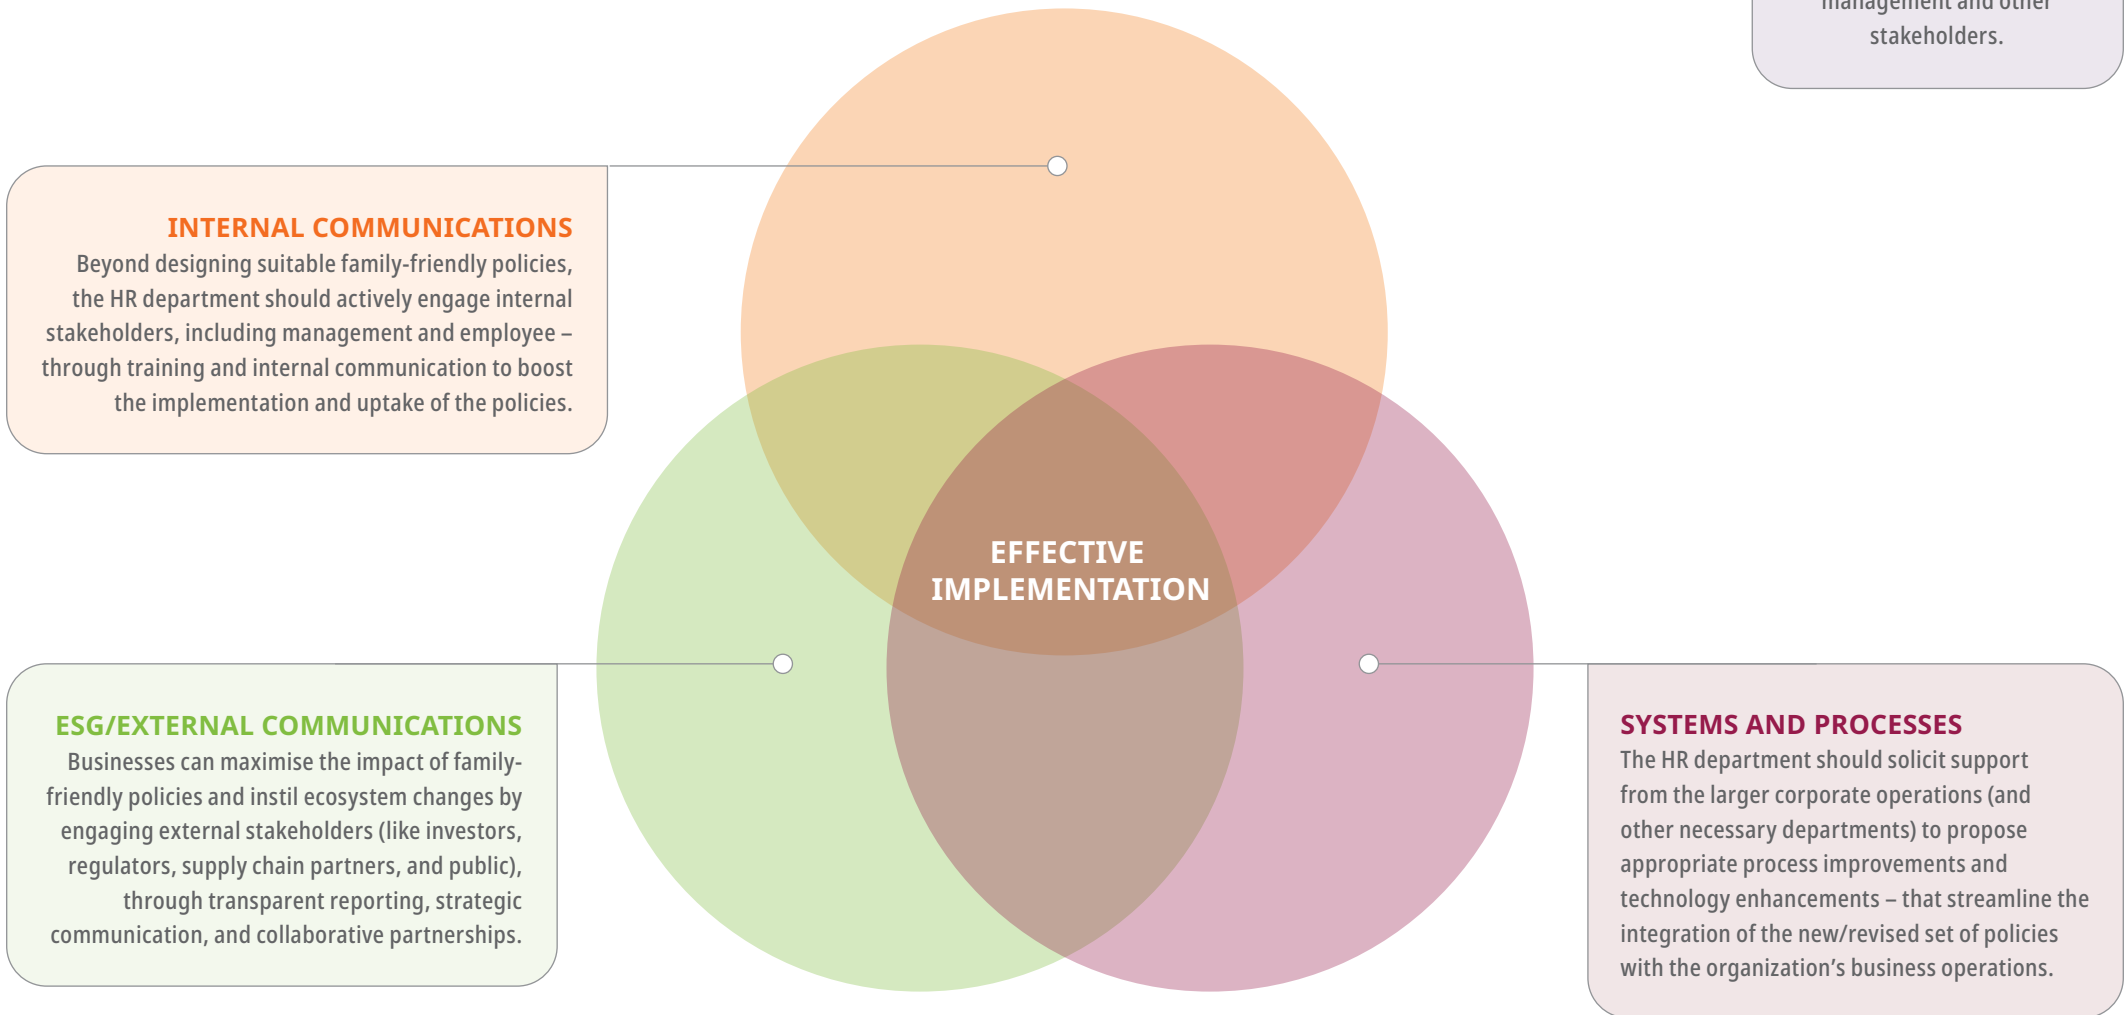 management and other
stakeholders.
INTERNAL COMMUNICATIONS
Beyond designing suitable family-friendly policies,
the HR department should actively engage internal
stakeholders, including management and employee –
through training and internal communication to boost
the implementation and uptake of the policies.
EFFECTIVE
IMPLEMENTATION
ESG/EXTERNAL COMMUNICATIONS
Businesses can maximise the impact of family-
friendly policies and instil ecosystem changes by
engaging external stakeholders (like investors,
regulators, supply chain partners, and public),
through transparent reporting, strategic
communication, and collaborative partnerships.
SYSTEMS AND PROCESSES
The HR department should solicit support
from the larger corporate operations (and
other necessary departments) to propose
appropriate process improvements and
technology enhancements – that streamline the
integration of the new/revised set of policies
with the organization’s business operations.